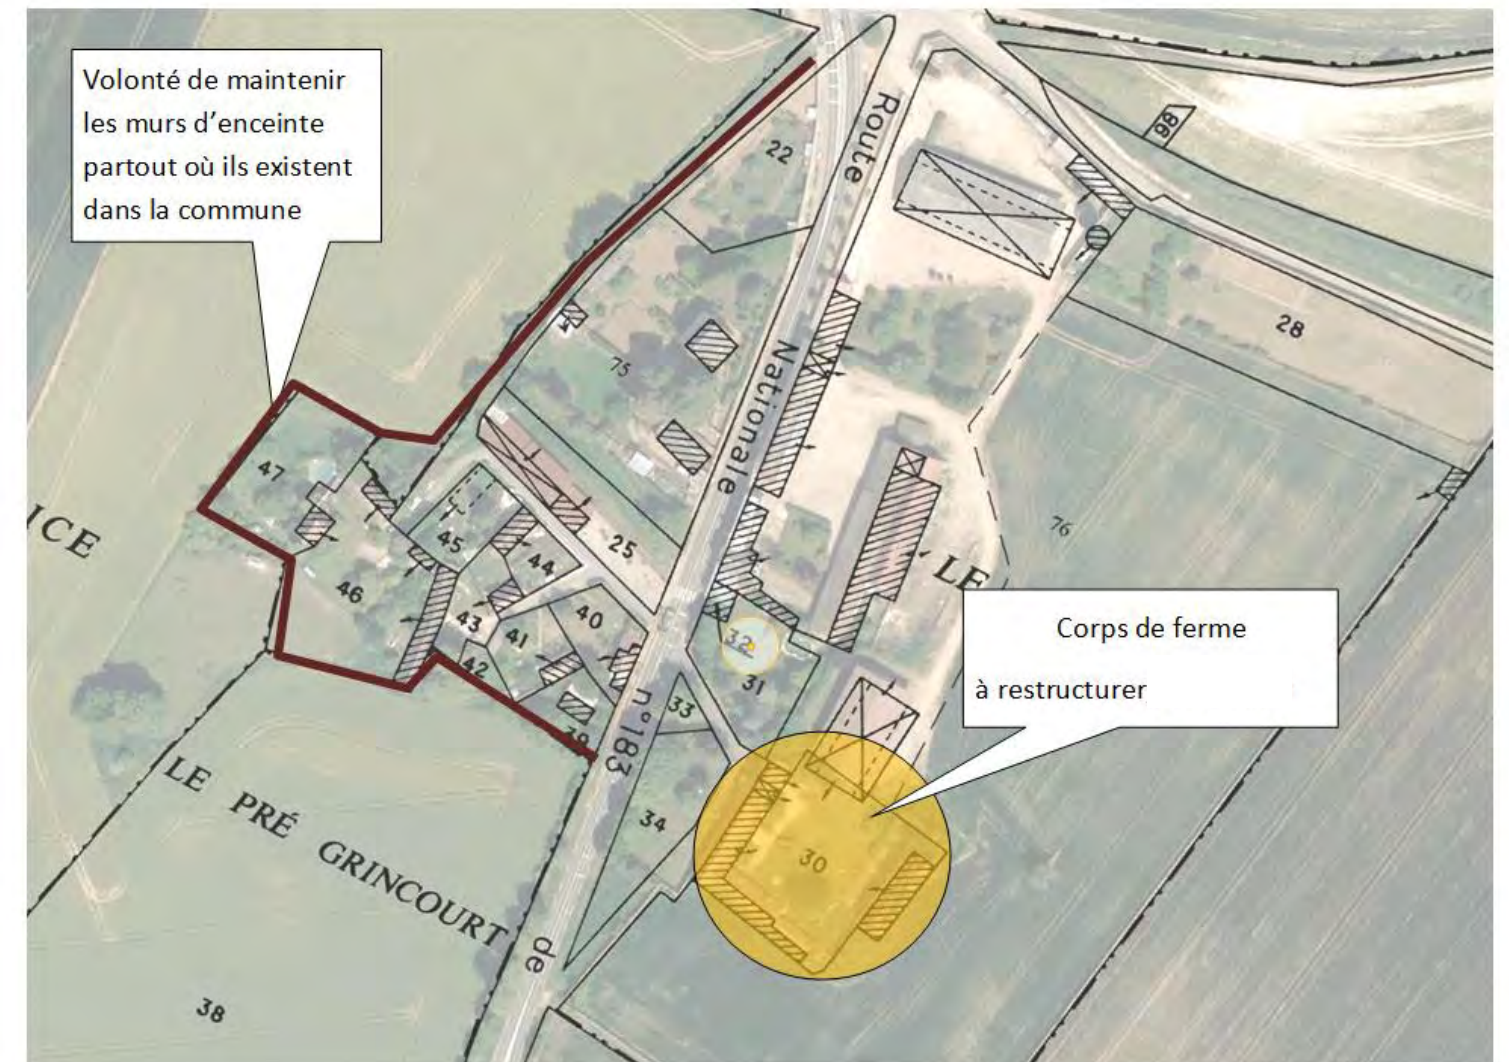 Volonté de maintenir
les murs d'enceinte
partout où ils existent
dans la commune
86
22
Route
28
75
Nationale
47
76
ICE
45
25
44
LE
46
40
43
41
32
Corps de ferme
42
31
à restructurer
33
39
n°183
LE PRÉ GRINCOURT
34
30
de
38